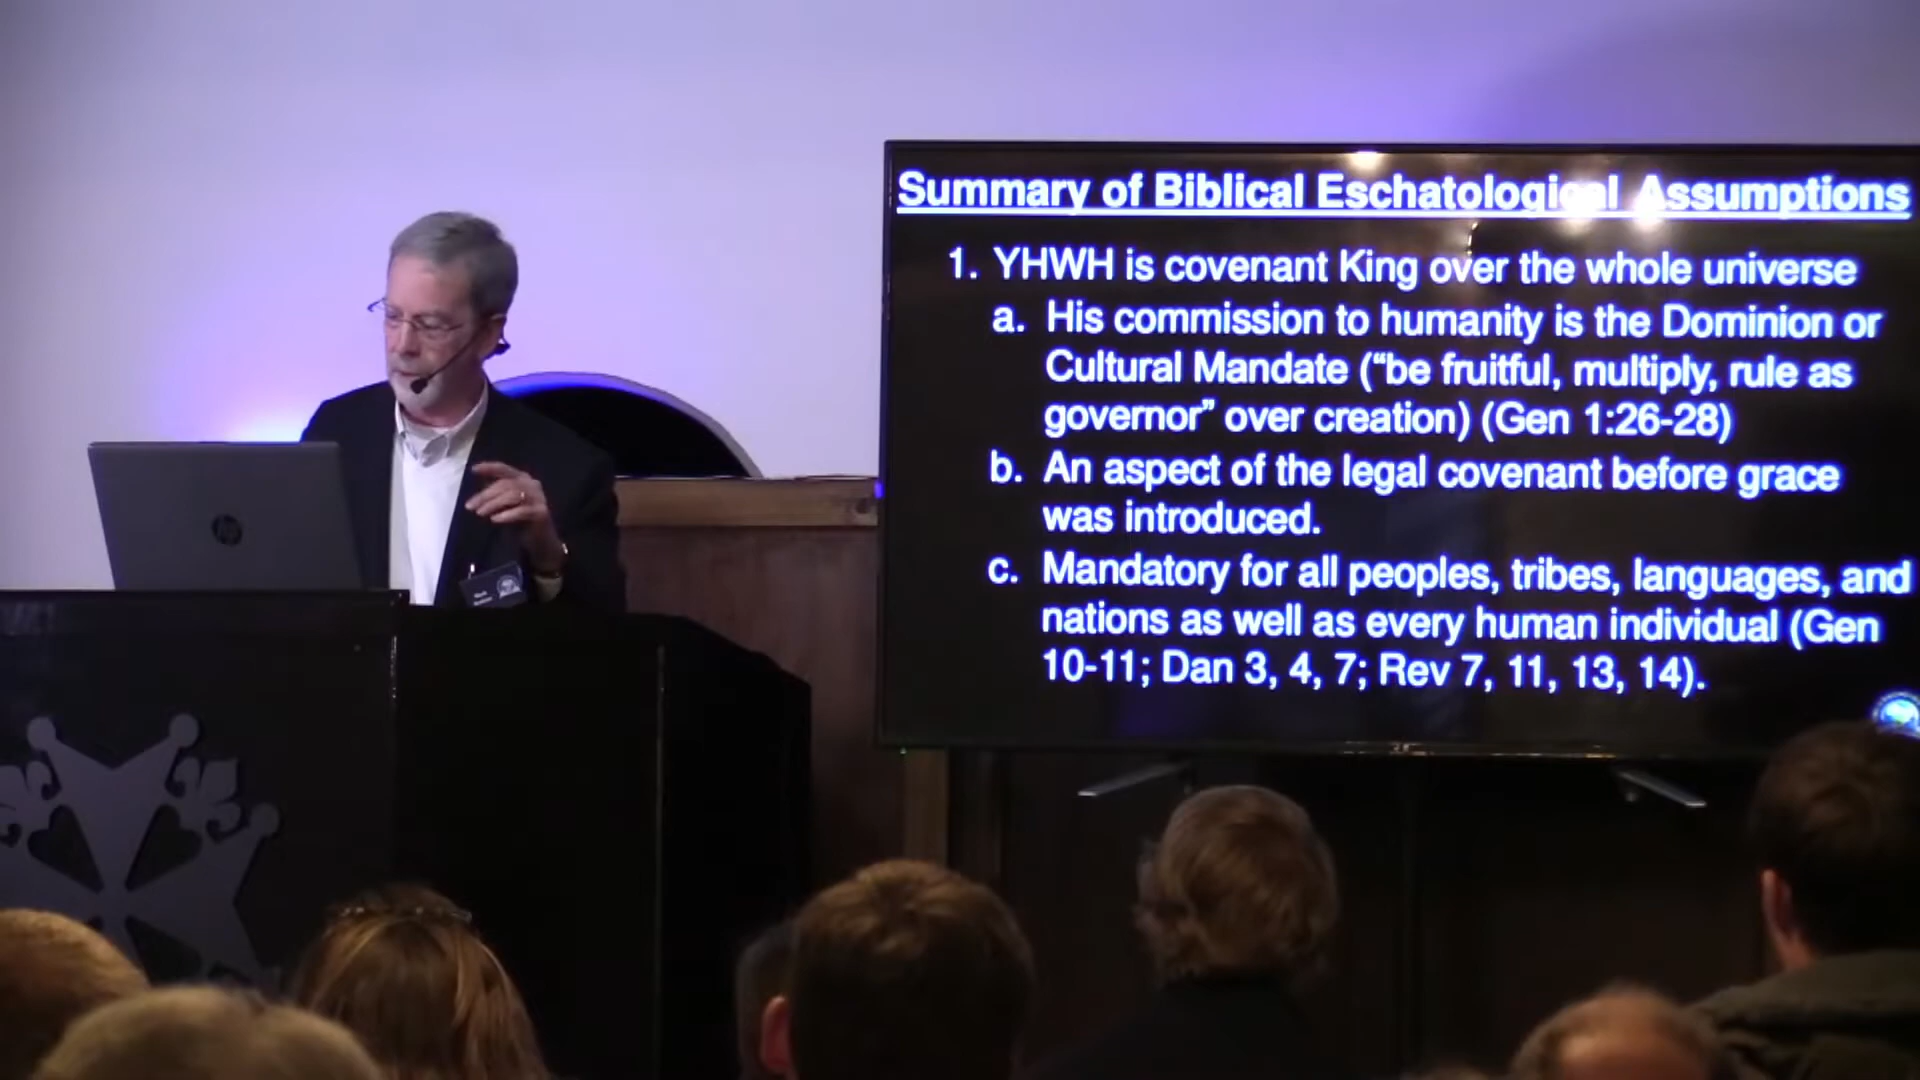 Summary of Biblical Eschatological Assumptions
1. YHWH is covenant King over the whole universe
a. His commission to humanity is the Dominion or
Cultural Mandate (“be fruitful, multiply, rule as
governor” over creation) (Gen 1:26-28)
b. An aspect of the legal covenant before grace
was introduced.
c. Mandatory for all peoples, tribes, languages, and
nations as well as every human individual (Gen
10-11; Dan 3, 4, 7; Rev 7, 11, 13, 14).
hp